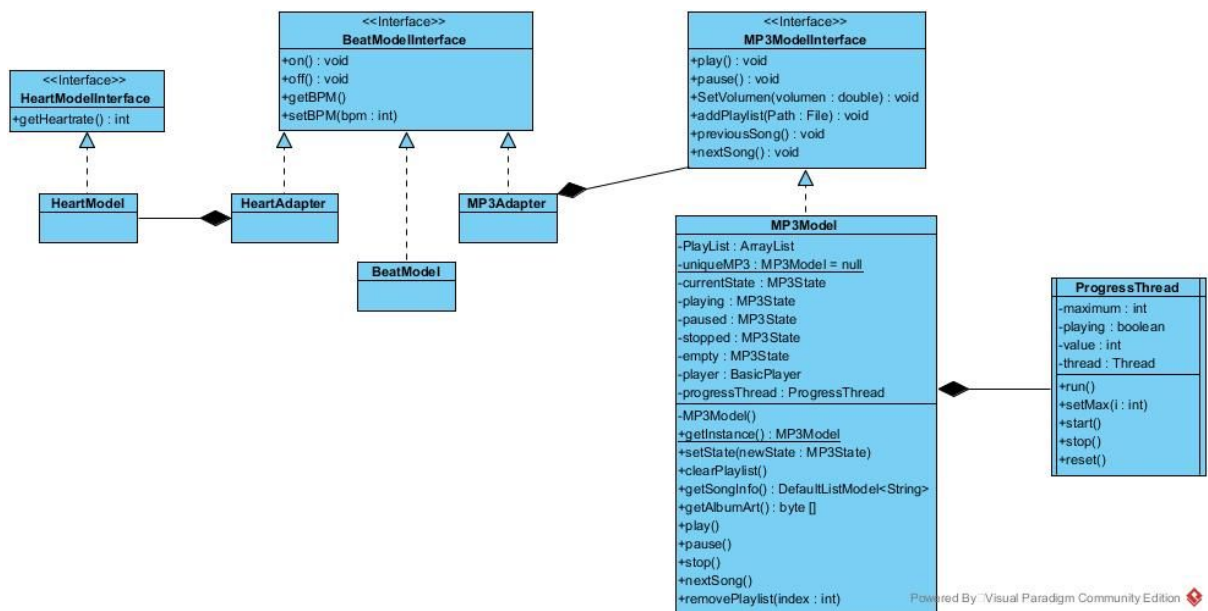 <<Interface>>
HeartModelInterface
+getHeartrate() : int
<<Interface>>
BeatModelInterface
+on() : void
+off() : void
+getBPM()
+setBPM(bpm : int)
<<Interface>>
MP3ModelInterface
+play() : void
+pause() : void
+SetVolumen(volumen : double) : void
+addPlaylist(Path : File) : void
+previousSong() : void
+nextSong() : void
HeartModel
HeartAdapter
MP3Adapter
BeatModel
MP3Model
-PlayList : ArrayList
-uniqueMP3 : MP3Model = null
-currentState : MP3State
-playing : MP3State
-paused : MP3State
-stopped : MP3State
-empty : MP3State
-player : BasicPlayer
-progressThread : ProgressThread
-MP3Model()
+getInstance() : MP3Model
+setState(newState : MP3State)
+clearPlaylist()
+getSongInfo() : DefaultListModel<String>
+getAlbumArt() : byte []
+play()
+pause()
+stop()
+nextSong()
+removePlaylist(index : int)
ProgressThread
-maximum : int
-playing : boolean
-value : int
-thread : Thread
+run()
+setMax(i : int)
+start()
+stop()
+reset()
Powered By Visual Paradigm Community Edition